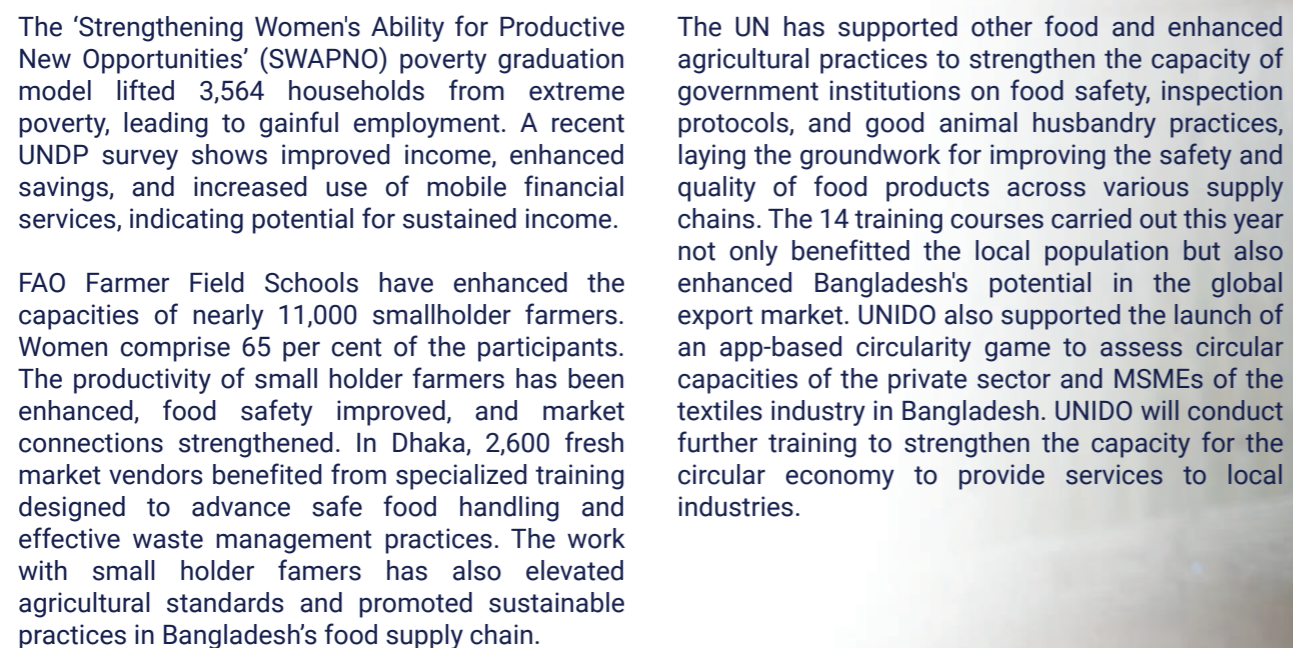 The ‘Strengthening Women's Ability for Productive
New Opportunities’ (SWAPNO) poverty graduation
model lifted 3,564 households from extreme
poverty, leading to gainful employment. A recent
UNDP survey shows improved income, enhanced
savings, and increased use of mobile financial
services, indicating potential for sustained income.
FAO Farmer Field Schools have enhanced the
capacities of nearly 11,000 smallholder farmers.
Women comprise 65 per cent of the participants.
The productivity of small holder farmers has been
enhanced, food safety improved, and market
connections strengthened. In Dhaka, 2,600 fresh
market vendors benefited from specialized training
designed to advance safe food handling and
effective waste management practices. The work
with small holder famers has also elevated
agricultural standards and promoted sustainable
practices in Bangladesh’s food supply chain.
The UN has supported other food and enhanced
agricultural practices to strengthen the capacity of
government institutions on food safety, inspection
protocols, and good animal husbandry practices,
laying the groundwork for improving the safety and
quality of food products across various supply
chains. The 14 training courses carried out this year
not only benefitted the local population but also
enhanced Bangladesh's potential in the global
export market. UNIDO also supported the launch of
an app-based circularity game to assess circular
capacities of the private sector and MSMEs of the
textiles industry in Bangladesh. UNIDO will conduct
further training to strengthen the capacity for the
circular economy to provide services to local
industries.